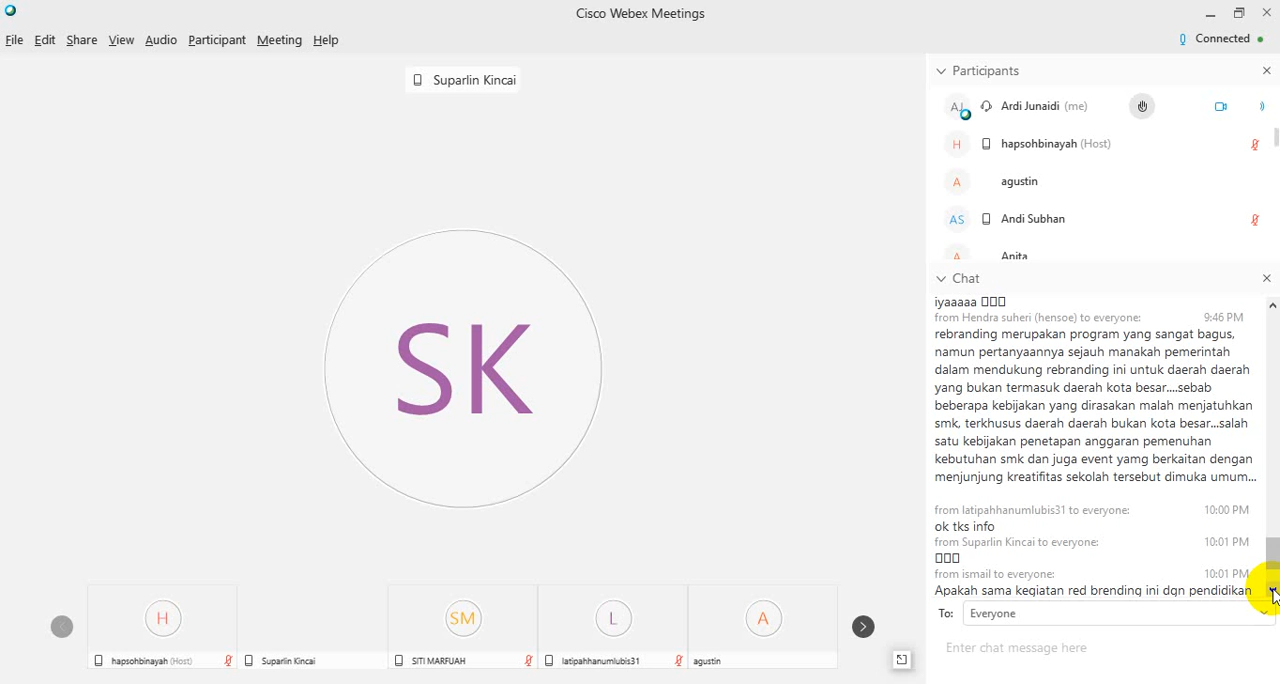 Cisco Webex Meetings
File Edit Share View Audio Participant Meeting Help
Connected
Suparlin Kincai
SK
H
hapsohbinayah (Host)
Suparlin Kincai
SM
SITI MARFUAH
L
latipahhanumlubis31
A
agustin
Participants
AJ Ardi Junaidi (me)
H hapsohbinayah (Host)
A agustin
AS Andi Subhan
A Anita
Chat
iyaaaaa
from Hendra suheri (hensoe) to everyone: 9:46 PM
rebranding merupakan program yang sangat bagus,
namun pertanyaannya sejauh manakah pemerintah
dalam mendukung rebranding ini untuk daerah daerah
yang bukan termasuk daerah kota besar....sebab
beberapa kebijakan yang dirasakan malah menjatuhkan
smk, terkhusus daerah daerah bukan kota besar...salah
satu kebijakan penetapan anggaran pemenuhan
kebutuhan smk dan juga event yamg berkaitan dengan
menjunjung kreatifitas sekolah tersebut dimuka umum...
from latipahhanumlubis31 to everyone: 10:00 PM
ok tks info
from Suparlin Kincai to everyone: 10:01 PM
from ismail to everyone: 10:01 PM
Apakah sama kegiatan red brending ini dgn pendidikan
To: Everyone
Enter chat message here